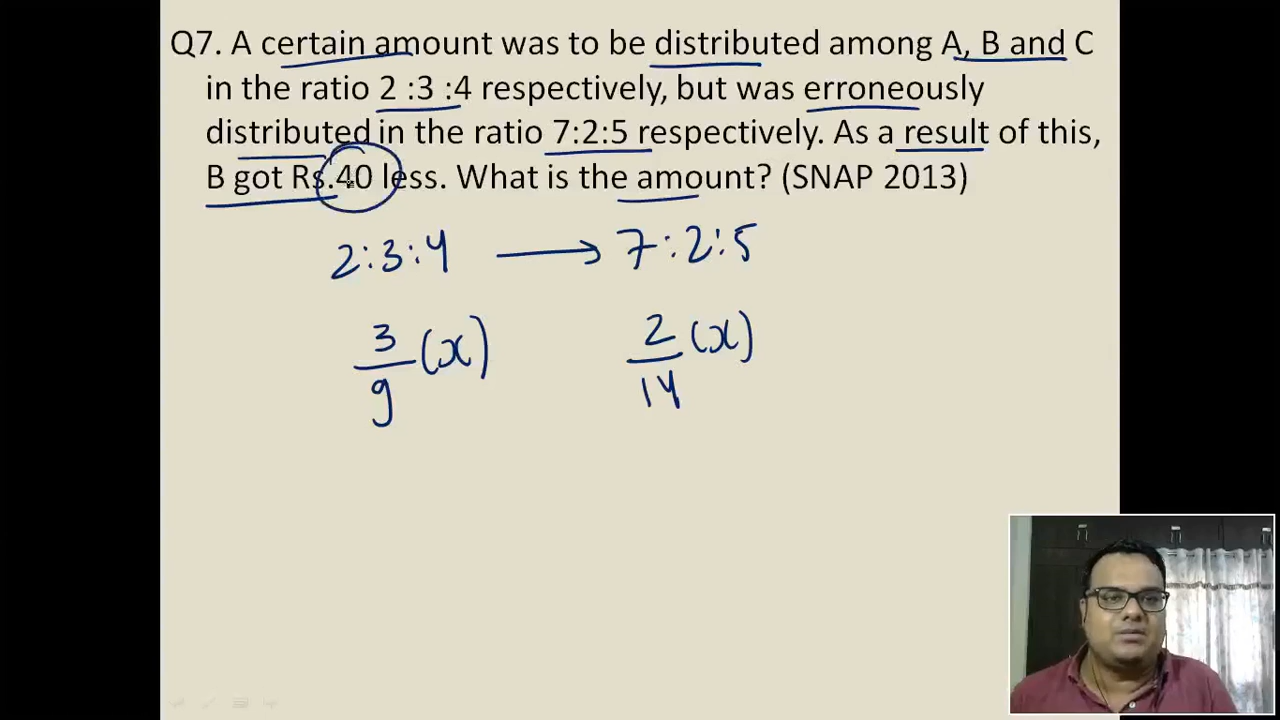 Q7. A certain amount was to be distributed among A, B and C
in the ratio 2 :3 :4 respectively, but was erroneously
distributed in the ratio 7:2:5 respectively. As a result of this,
B got Rs.40 less. What is the amount? (SNAP 2013)
2:3:4 → 7:2:5
3/9 (x) 2/14 (x)